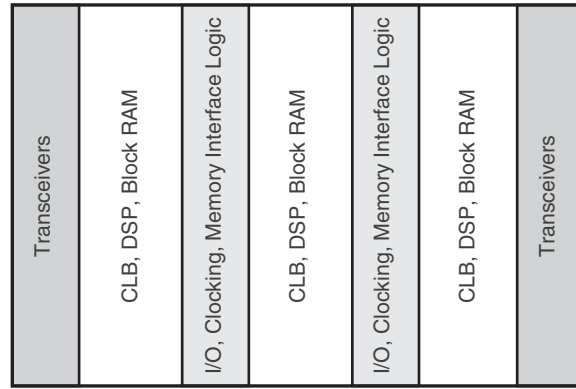 Transceivers
CLB, DSP, Block RAM
I/O, Clocking, Memory Interface Logic
CLB, DSP, Block RAM
I/O, Clocking, Memory Interface Logic
CLB, DSP, Block RAM
Transceivers